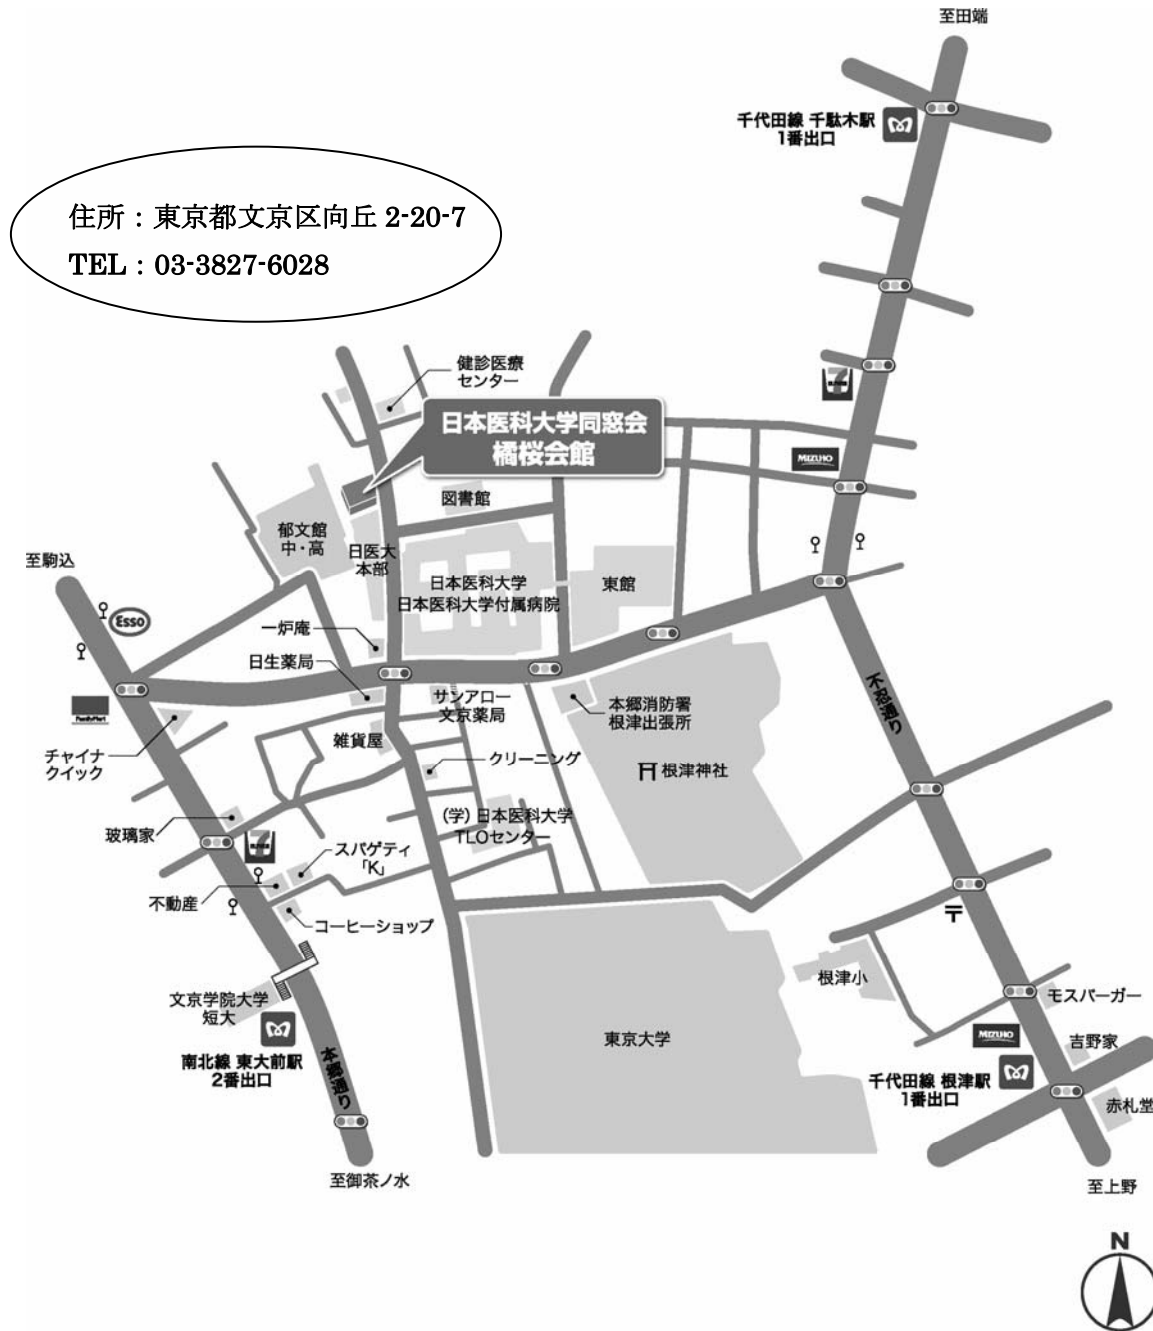 至田端
千代田線 千駄木駅
1番出口
住所：東京都文京区向丘 2-20-7
TEL：03-3827-6028
健診医療
センター
日本医科大学同窓会
橘桜会館
MIZUHO
図書館
郁文館
中・高
日医大
本部
至駒込
日本医科大学
日本医科大学付属病院
東館
Esso
一炉庵
日生薬局
サンアロー
文京薬局
本郷消防署
根津出張所
不忍通り
FamilyMart
チャイナ
クイック
雑貨屋
クリーニング
根津神社
玻璃家
(学)日本医科大学
TLOセンター
スパゲティ
「K」
不動産
コーヒーショップ
〒
根津小
文京学院大学
短大
モスバーガー
東京大学
MIZUHO
吉野家
南北線 東大前駅
2番出口
本郷通り
千代田線 根津駅
1番出口
赤札堂
至御茶ノ水
至上野
N